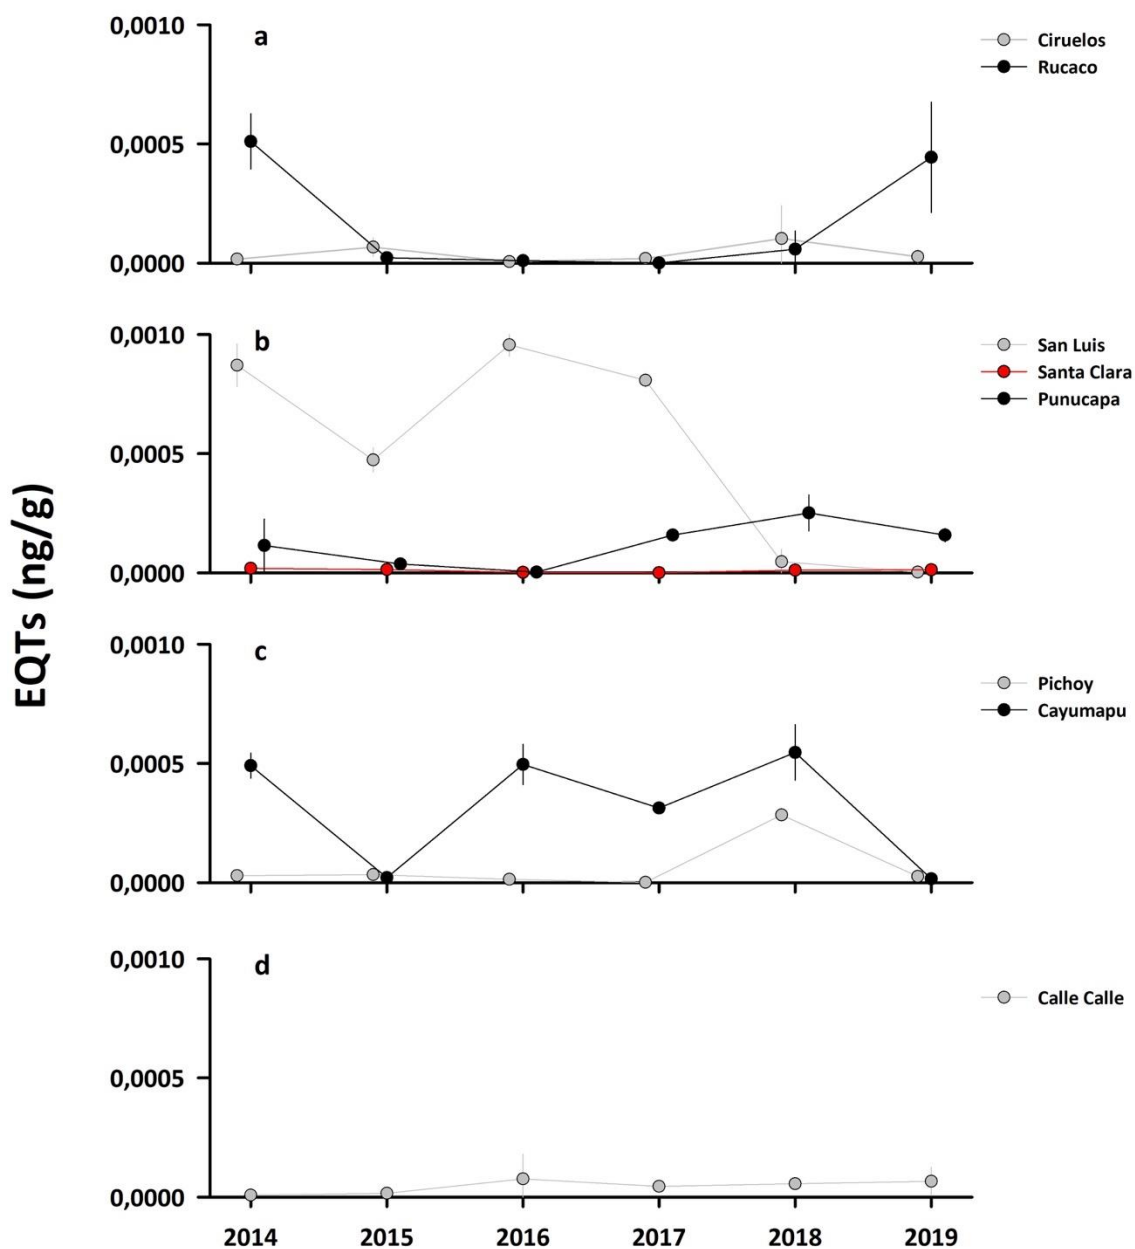 EQTs (ng/g)
a
0,0010
0,0005
0,0000
Ciruelos
Rucaco
b
0,0010
0,0005
0,0000
San Luis
Santa Clara
Punucapa
c
0,0010
0,0005
0,0000
Pichoy
Cayumapu
d
0,0010
0,0005
0,0000
Calle Calle
2014 2015 2016 2017 2018 2019